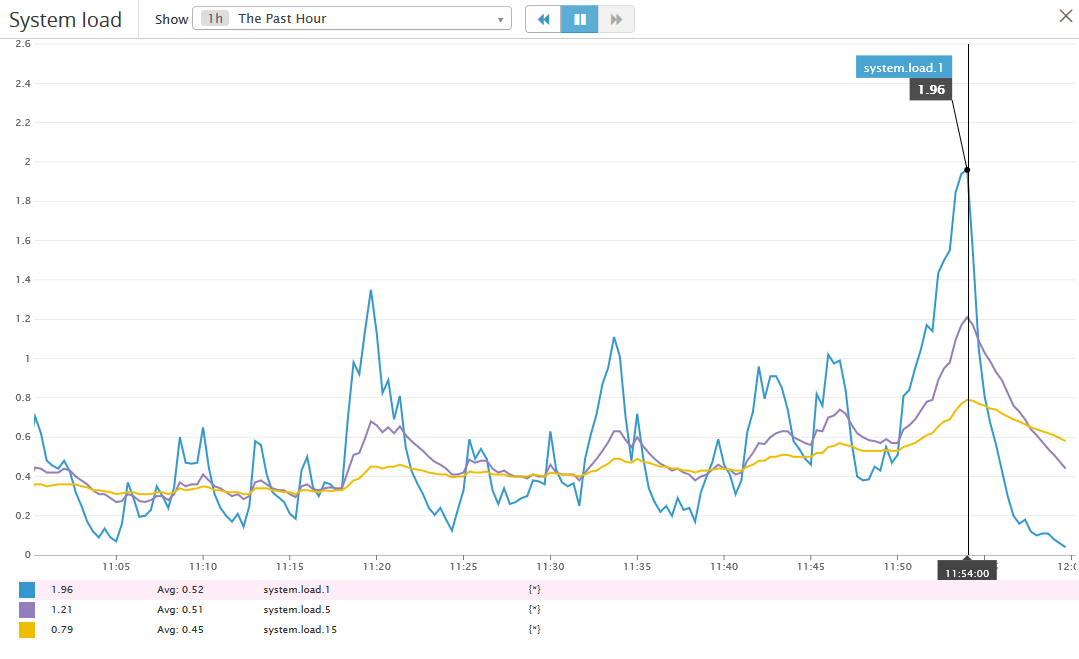 System load
Show 1h The Past Hour
2.6
2.4
2.2
2
1.8
1.6
1.4
1.2
1
0.8
0.6
0.4
0.2
0
system.load.1
1.96
11:05 11:10 11:15 11:20 11:25 11:30 11:35 11:40 11:45 11:50 12:0
11:54:00
1.96 Avg: 0.52 system.load.1 {*}
1.21 Avg: 0.51 system.load.5 {*}
0.79 Avg: 0.45 system.load.15 {*}